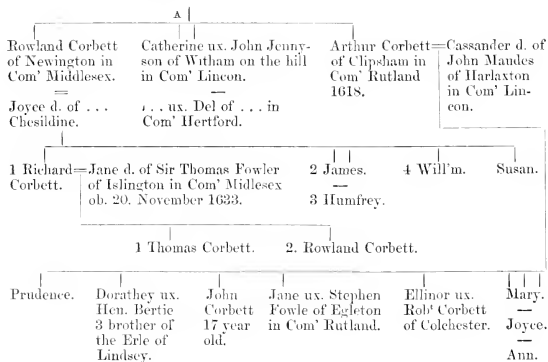 A
Rowland Corbett
of Newington in
Com' Middlesex.
=
Joyce d. of . . .
Chesildine.
Catherine ux. John Jenny-
son of Witham on the hill
in Com' Lincon.
—
. . . ux. Del of . . . in
Com' Hertford.
Arthur Corbett
of Clipsham in
Com' Rutland
1618.
=Cassander d. of
John Maudes
of Harlaxton
in Com' Lin-
con.
1 Richard
Corbett.
=Jane d. of Sir Thomas Fowler
of Islington in Com' Midlesex
ob. 20. November 1633.
2 James.
—
3 Humfrey.
4 Will'm.
Susan.
1 Thomas Corbett.
2. Rowland Corbett.
Prudence.
Dorathey ux.
Hen. Bertie
3 brother of
the Erle of
Lindsey.
John
Corbett
17 year
old.
Jane ux. Stephen
Fowle of Egleton
in Com' Rutland.
Ellinor ux.
Robt Corbett
of Colchester.
Mary.
—
Joyce.
—
Ann.